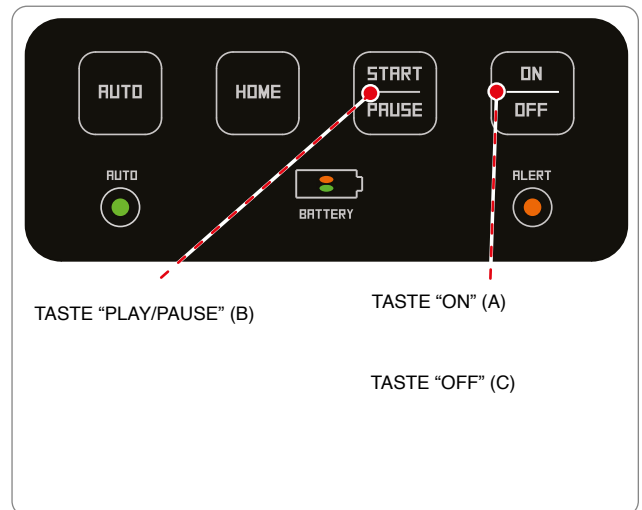 AUTO
HOME
START
PAUSE
ON
OFF
AUTO
BATTERY
ALERT
TASTE “PLAY/PAUSE” (B)
TASTE “ON” (A)
TASTE “OFF” (C)